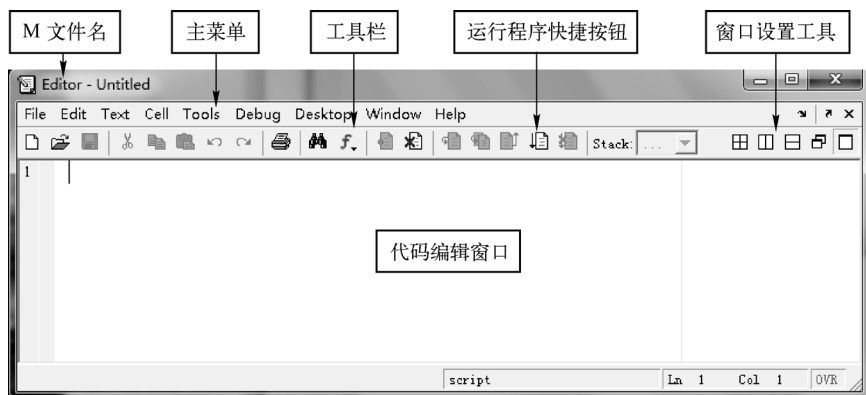 M 文件名
主菜单
工具栏
运行程序快捷按钮
窗口设置工具
Editor - Untitled
File Edit Text Cell Tools Debug Desktop Window Help
Stack: ...
1
代码编辑窗口
script
Ln 1 Col 1 OVR